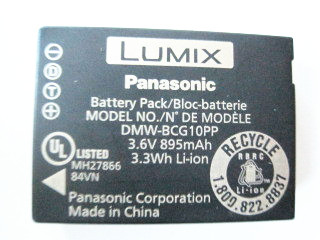 LUMIX
Panasonic
Battery Pack/Bloc-batterie
MODEL NO./N° DE MODÈLE
DMW-BCG10PP
3.6V 895mAh
3.3Wh Li-ion
UL
LISTED
MH27866
84VN
RECYCLE
RBRC
Li-ion
1.800.822.8837
Panasonic Corporation
Made in China